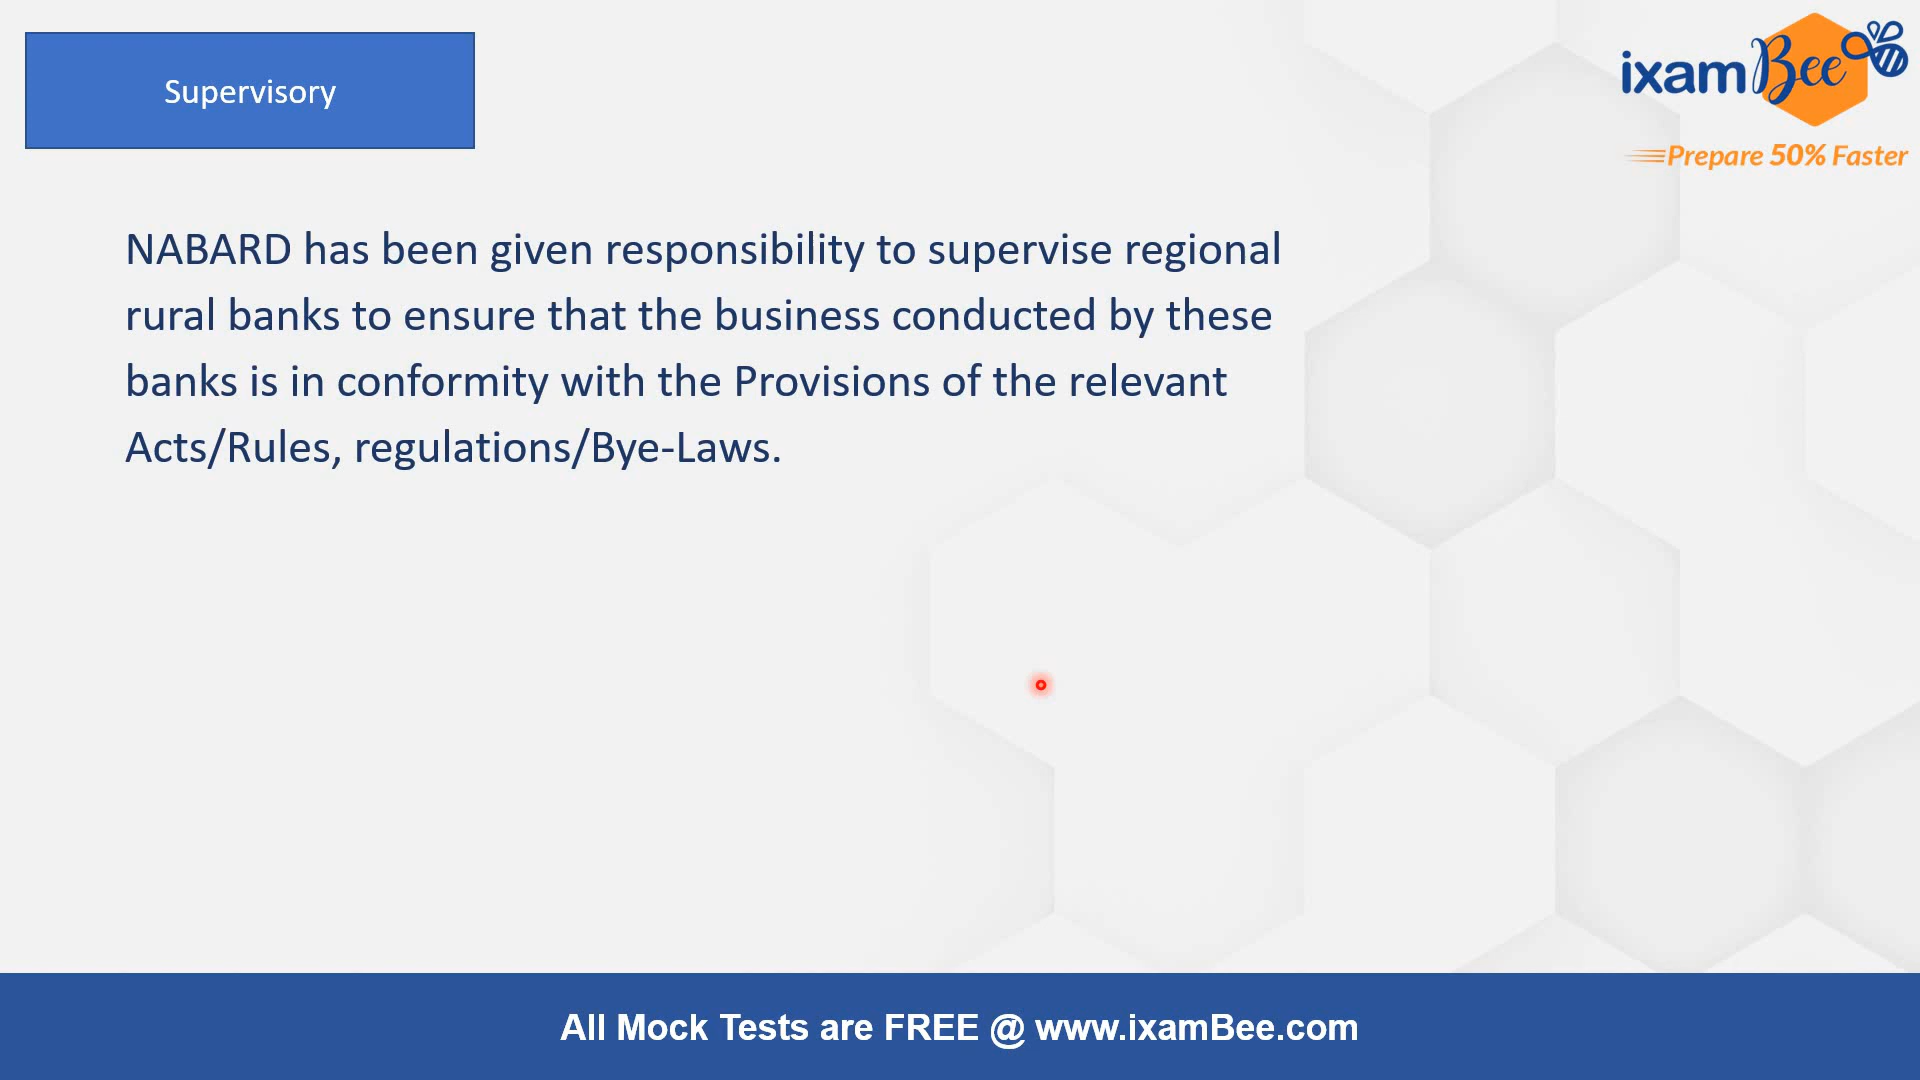 Supervisory
ixamBee
Prepare 50% Faster
NABARD has been given responsibility to supervise regional
rural banks to ensure that the business conducted by these
banks is in conformity with the Provisions of the relevant
Acts/Rules, regulations/Bye-Laws.
All Mock Tests are FREE @ www.ixamBee.com